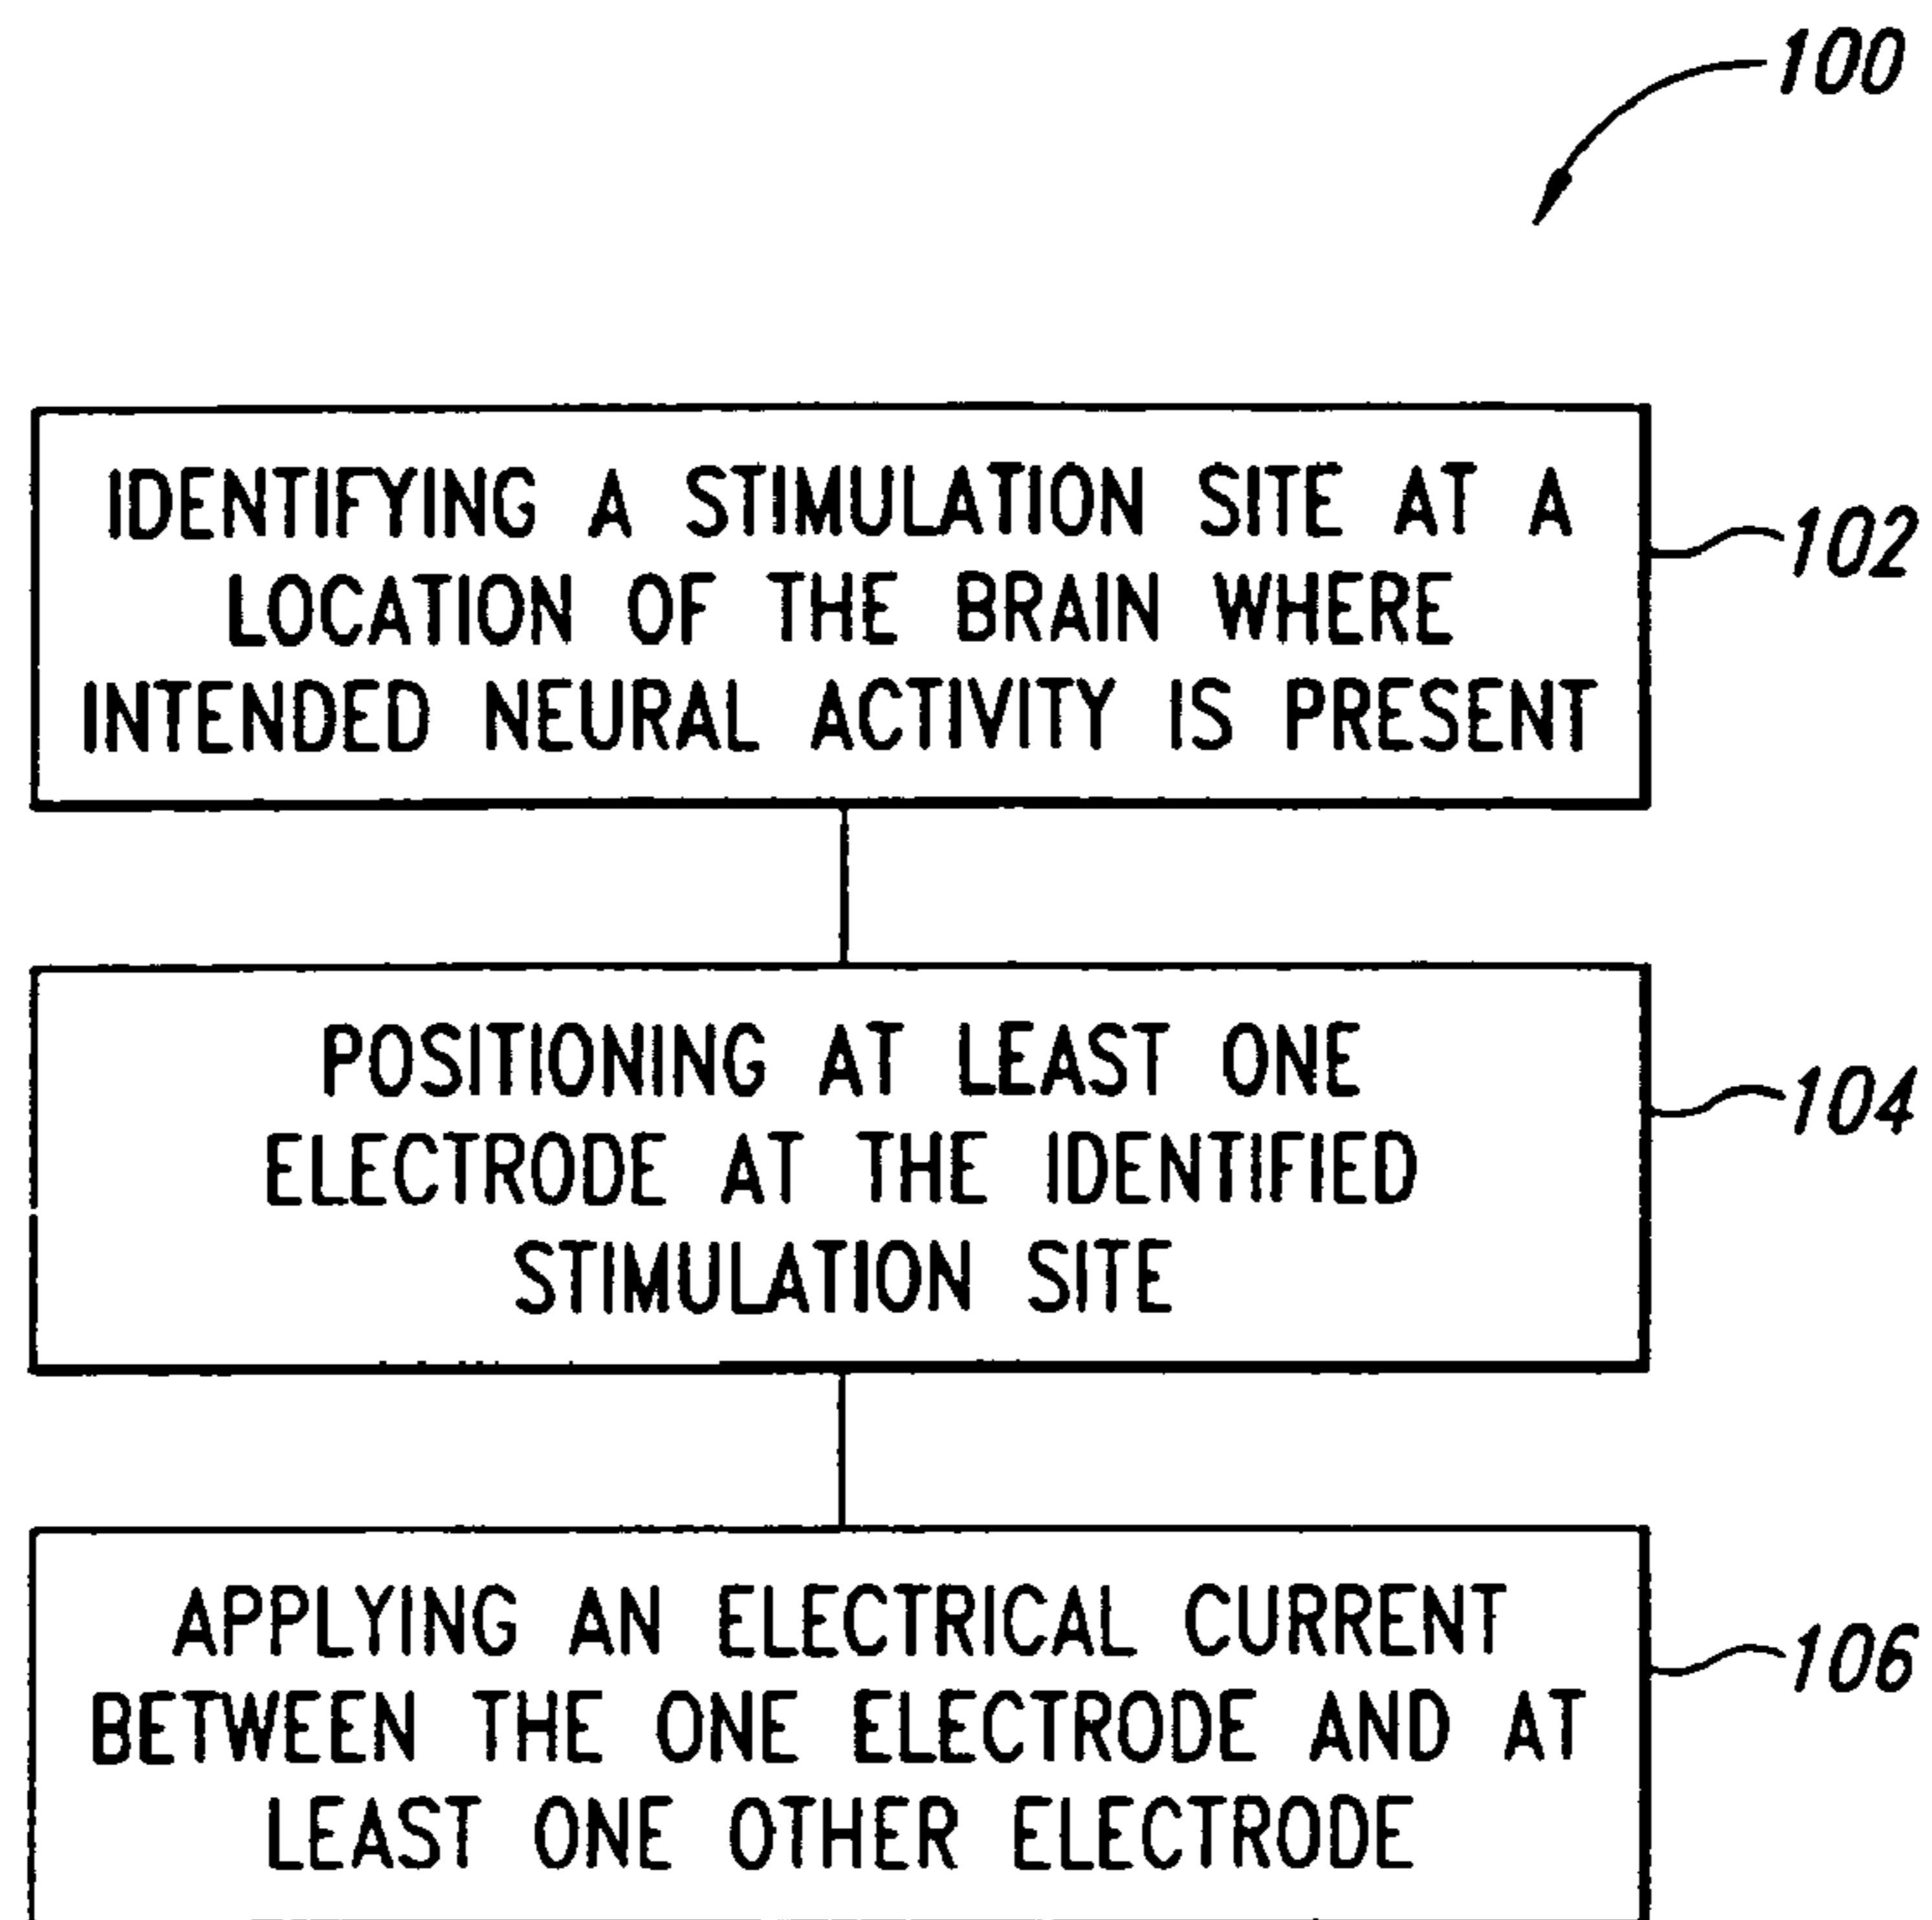 100
IDENTIFYING A STIMULATION SITE AT A
LOCATION OF THE BRAIN WHERE
INTENDED NEURAL ACTIVITY IS PRESENT
102
POSITIONING AT LEAST ONE
ELECTRODE AT THE IDENTIFIED
STIMULATION SITE
104
APPLYING AN ELECTRICAL CURRENT
BETWEEN THE ONE ELECTRODE AND AT
LEAST ONE OTHER ELECTRODE
106